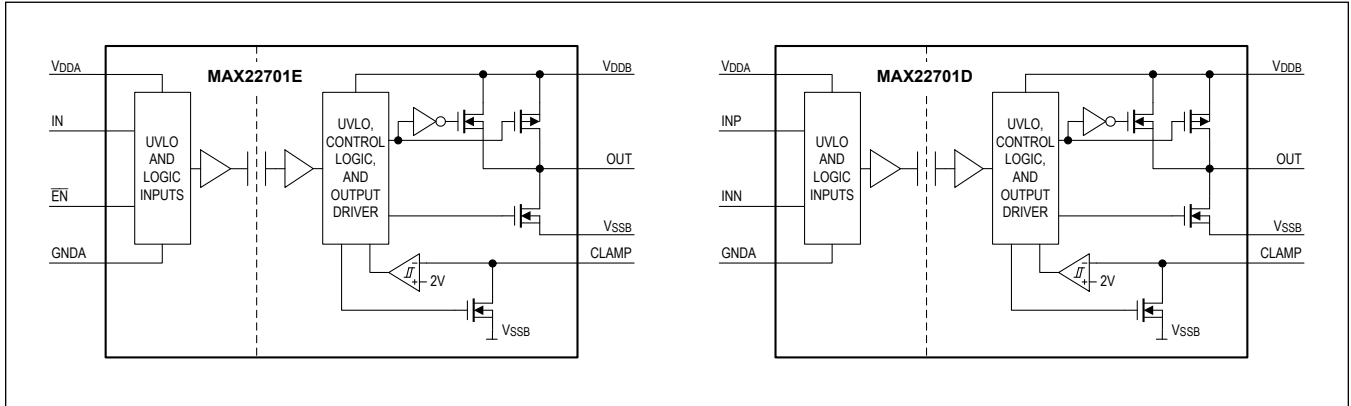 MAX22701E
VDDA
IN
EN
GNDA
UVLO
AND
LOGIC
INPUTS
UVLO,
CONTROL
LOGIC,
AND
OUTPUT
DRIVER
VDDB
OUT
VSSB
CLAMP
- 
+ 2V
VSSB
MAX22701D
VDDA
INP
INN
GNDA
UVLO
AND
LOGIC
INPUTS
UVLO,
CONTROL
LOGIC,
AND
OUTPUT
DRIVER
VDDB
OUT
VSSB
CLAMP
-
+ 2V
VSSB